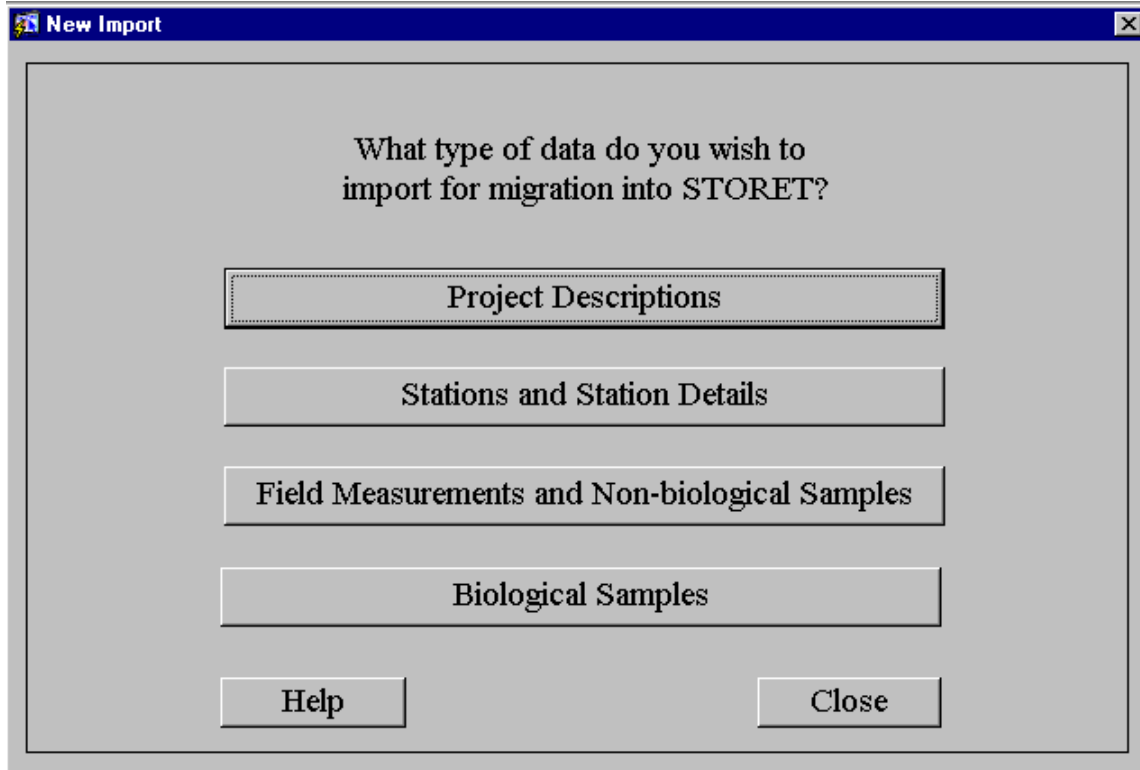 New Import
What type of data do you wish to
import for migration into STORET?
Project Descriptions
Stations and Station Details
Field Measurements and Non-biological Samples
Biological Samples
Help
Close